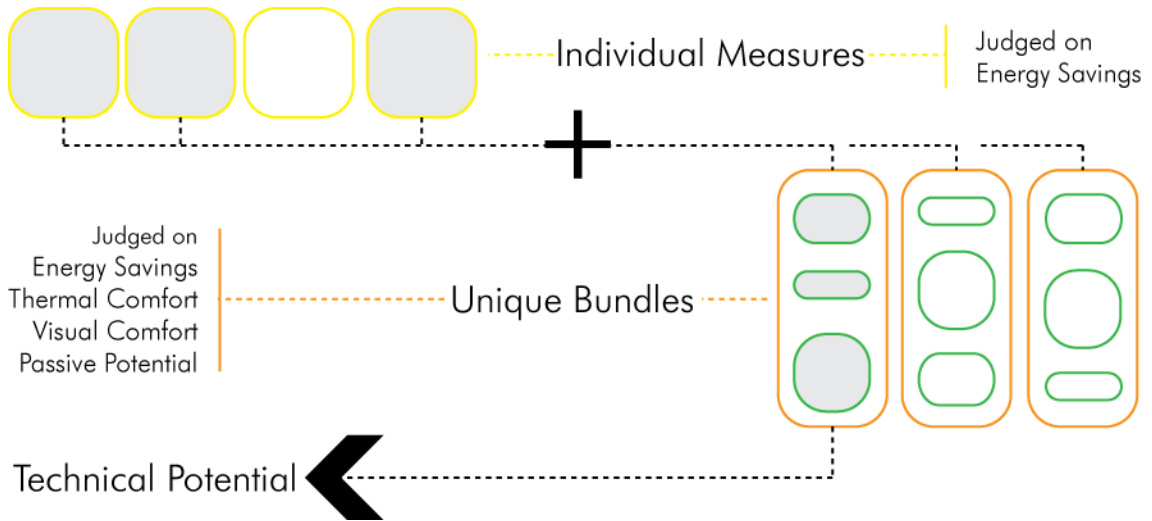 Individual Measures
Judged on
Energy Savings
Judged on
Energy Savings
Thermal Comfort
Visual Comfort
Passive Potential
Unique Bundles
Technical Potential